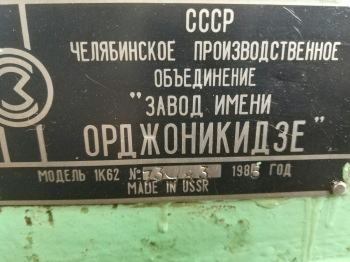 СССР
ЧЕЛЯБИНСКОЕ ПРОИЗВОДСТВЕННОЕ
ОБЪЕДИНЕНИЕ
"ЗАВОД ИМЕНИ
ОРДЖОНИКИДЗЕ"
МОДЕЛЬ 1К62 № ГОД
MADE IN USSR